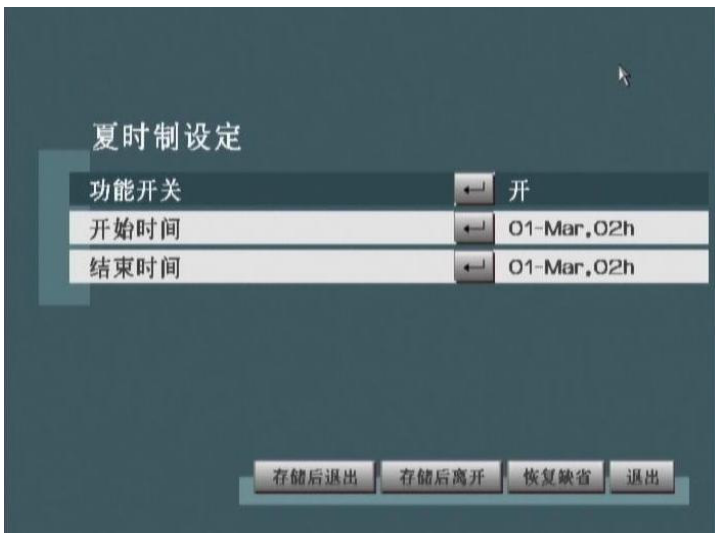 夏时制设定
功能开关 开
开始时间 01-Mar,02h
结束时间 01-Mar,02h
存储后退出 存储后离开 恢复缺省 退出